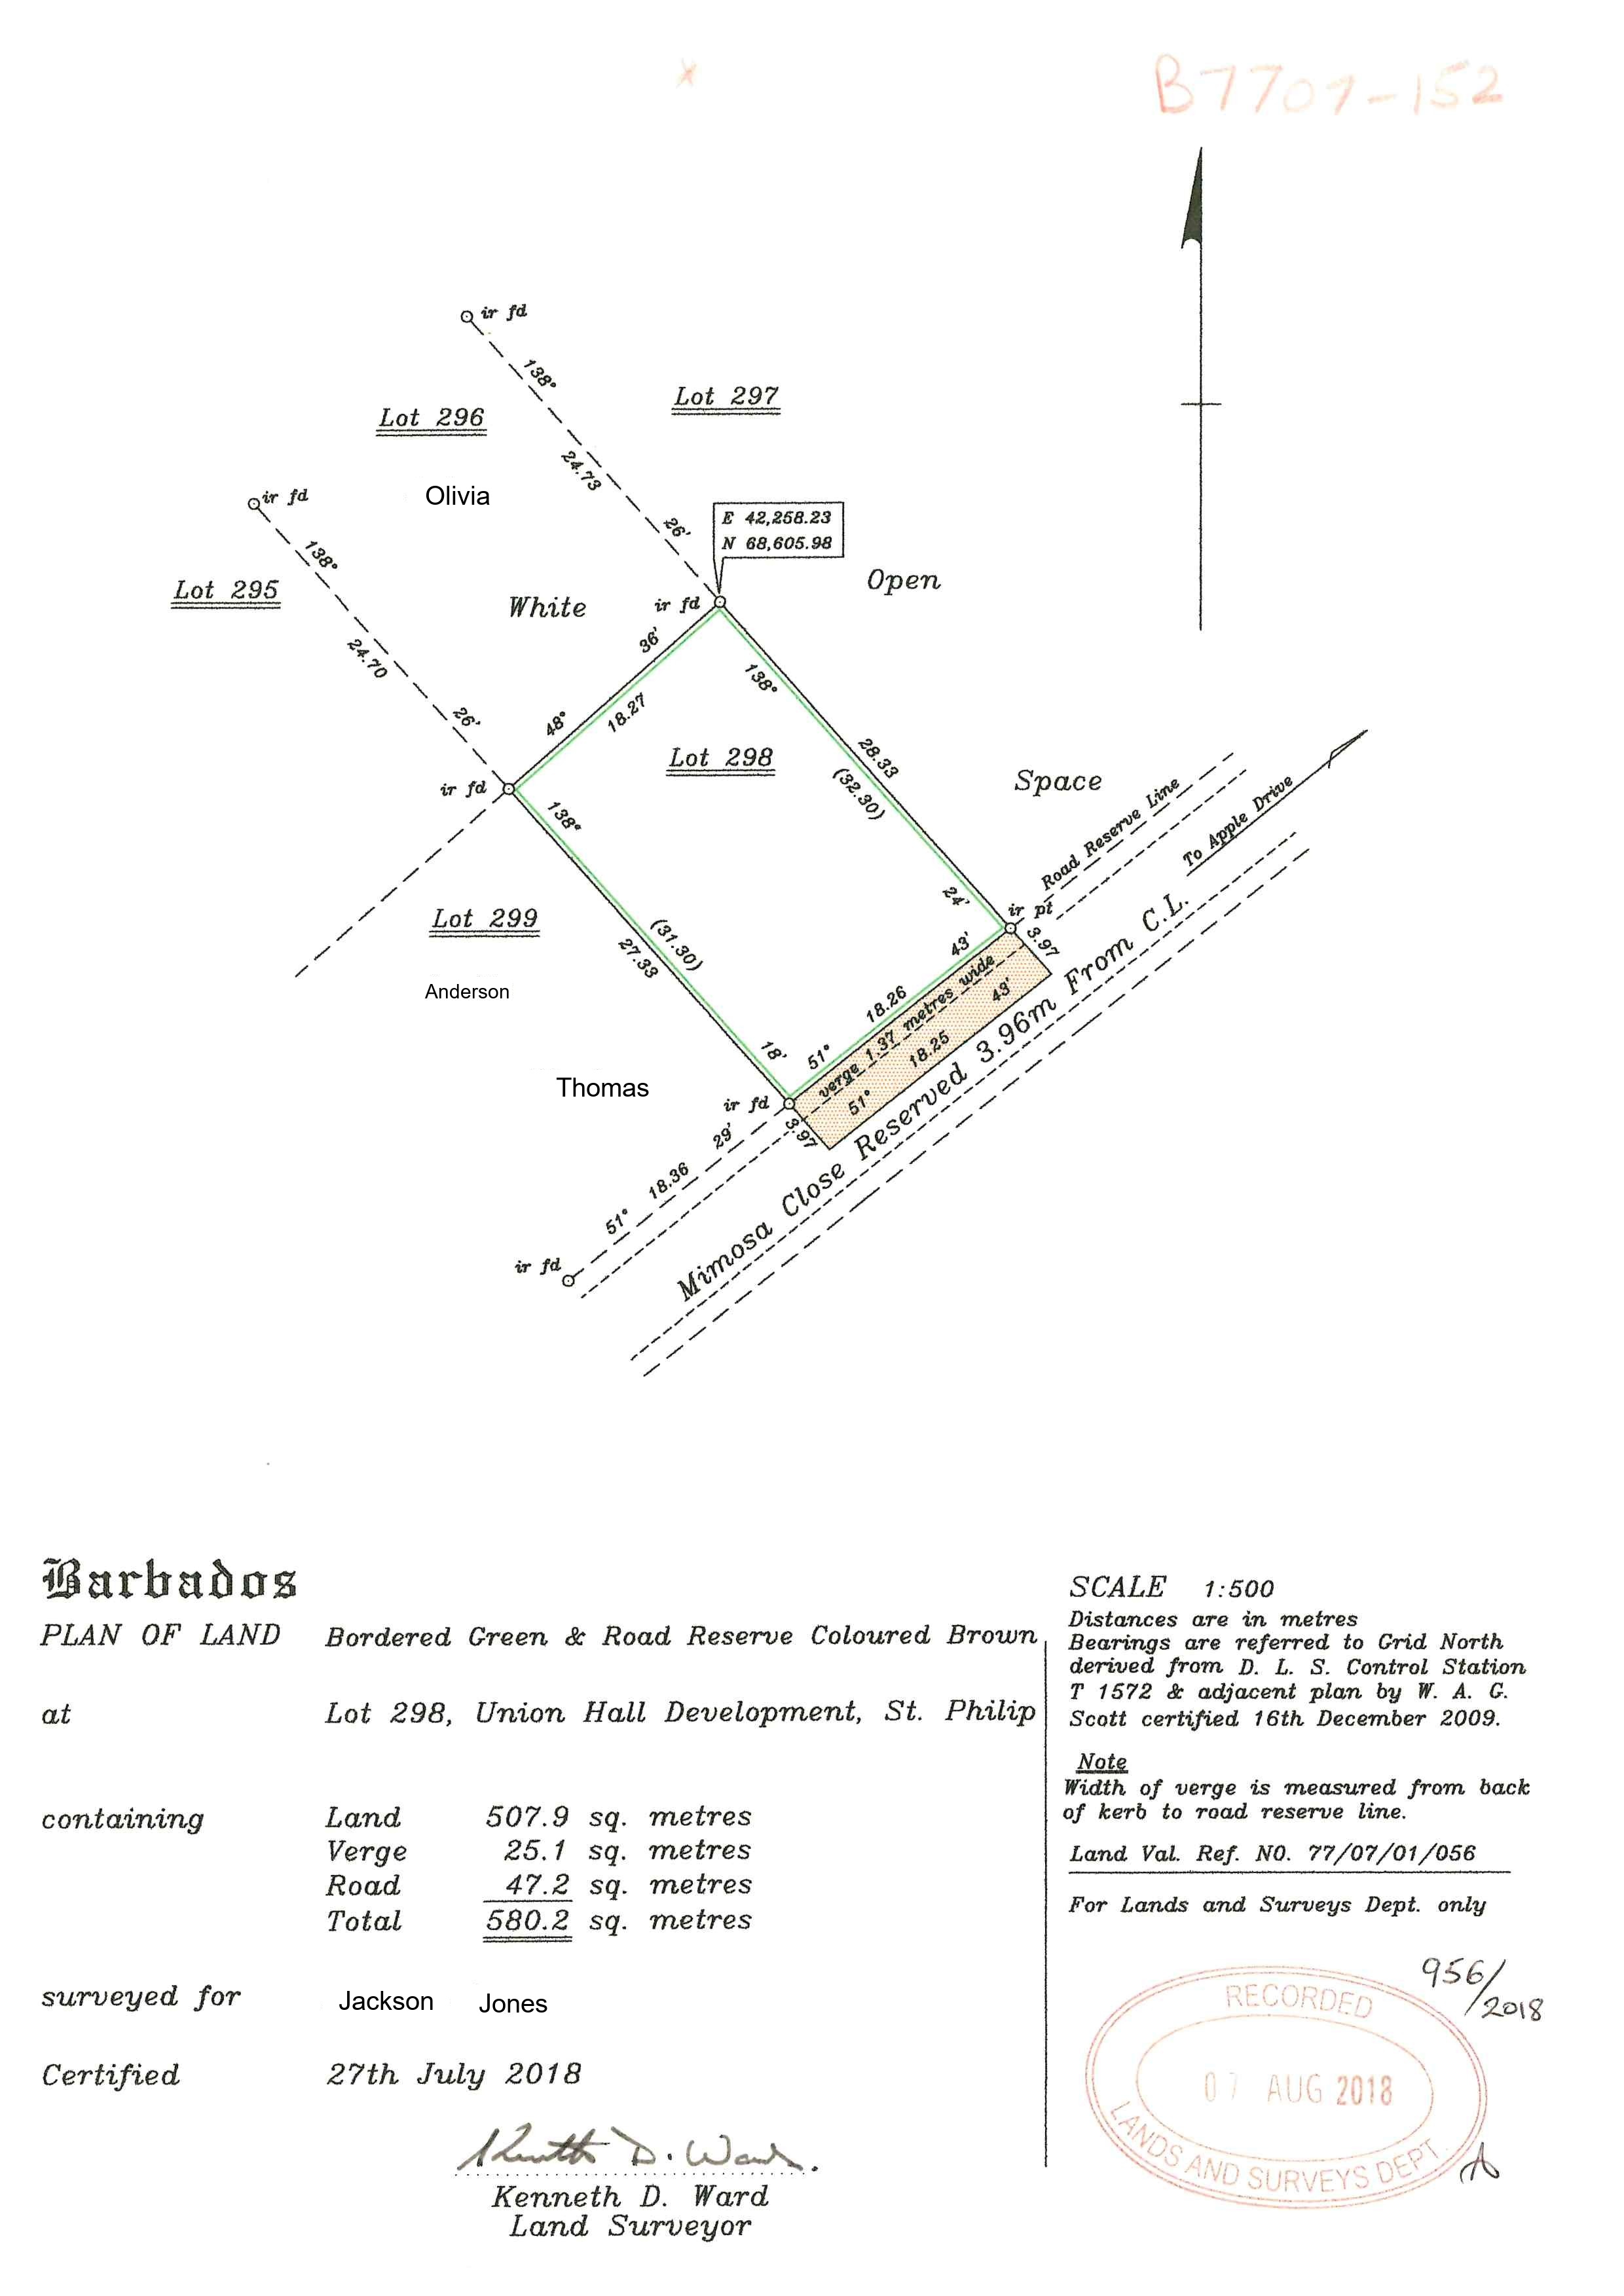 B7707-152
ir fd
138°
Lot 297
Lot 296
24.73
Olivia
ir fd
26'
E 42,258.23
N 68,605.98
138°
Open
Lot 295
White
ir fd
36'
24.70
138°
26'
48°
18.27
Lot 298
28.33
(32.30)
Space
ir fd
138°
Road Reserve Line
To Apple Drive
24'
ir pt
Lot 299
(31.30)
27.33
43'
3.97
verge 1.37 metres wide
Anderson
18.26
43'
18.25
18'
51°
51°
Thomas
ir fd
3.97
29'
18.36
51°
ir fd
Mimosa Close Reserved 3.96m From C.L.
Barbados
PLAN OF LAND Bordered Green & Road Reserve Coloured Brown
at Lot 298, Union Hall Development, St. Philip
containing Land 507.9 sq. metres
Verge 25.1 sq. metres
Road 47.2 sq. metres
Total 580.2 sq. metres
surveyed for Jackson Jones
Certified 27th July 2018
Kenneth D. Ward
Kenneth D. Ward
Land Surveyor
SCALE 1:500
Distances are in metres
Bearings are referred to Grid North
derived from D. L. S. Control Station
T 1572 & adjacent plan by W. A. G.
Scott certified 16th December 2009.
Note
Width of verge is measured from back
of kerb to road reserve line.
Land Val. Ref. NO. 77/07/01/056
For Lands and Surveys Dept. only
956/2018
RECORDED
07 AUG 2018
LANDS AND SURVEYS DEPT.